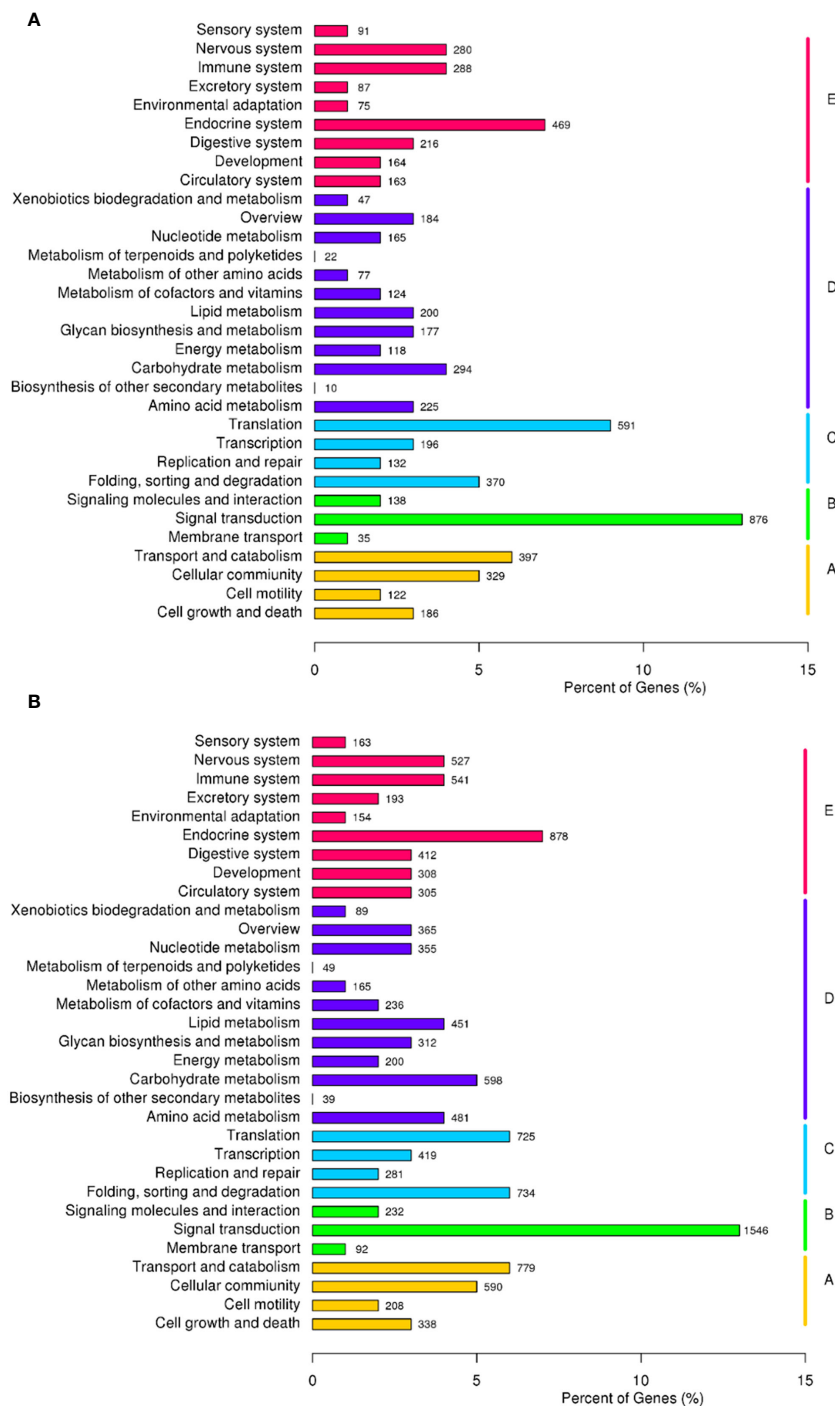 A
Sensory system 91
Nervous system 280
Immune system 288
Excretory system 87
E
Environmental adaptation 75
Endocrine system 469
Digestive system 216
Development 164
Circulatory system 163
Xenobiotics biodegradation and metabolism 47
Overview 184
Nucleotide metabolism 165
Metabolism of terpenoids and polyketides 22
Metabolism of other amino acids 77
D
Metabolism of cofactors and vitamins 124
Lipid metabolism 200
Glycan biosynthesis and metabolism 177
Energy metabolism 118
Carbohydrate metabolism 294
Biosynthesis of other secondary metabolites 10
Amino acid metabolism 225
Translation 591
C
Transcription 196
Replication and repair 132
Folding, sorting and degradation 370
Signaling molecules and interaction 138
B
Signal transduction 876
Membrane transport 35
Transport and catabolism 397
A
Cellular commiunity 329
Cell motility 122
Cell growth and death 186
0 5 10 15
Percent of Genes (%)
B
Sensory system 163
Nervous system 527
Immune system 541
Excretory system 193
E
Environmental adaptation 154
Endocrine system 878
Digestive system 412
Development 308
Circulatory system 305
Xenobiotics biodegradation and metabolism 89
Overview 365
Nucleotide metabolism 355
Metabolism of terpenoids and polyketides 49
Metabolism of other amino acids 165
D
Metabolism of cofactors and vitamins 236
Lipid metabolism 451
Glycan biosynthesis and metabolism 312
Energy metabolism 200
Carbohydrate metabolism 598
Biosynthesis of other secondary metabolites 39
Amino acid metabolism 481
Translation 725
C
Transcription 419
Replication and repair 281
Folding, sorting and degradation 734
Signaling molecules and interaction 232
B
Signal transduction 1546
Membrane transport 92
Transport and catabolism 779
A
Cellular commiunity 590
Cell motility 208
Cell growth and death 338
0 5 10 15
Percent of Genes (%)